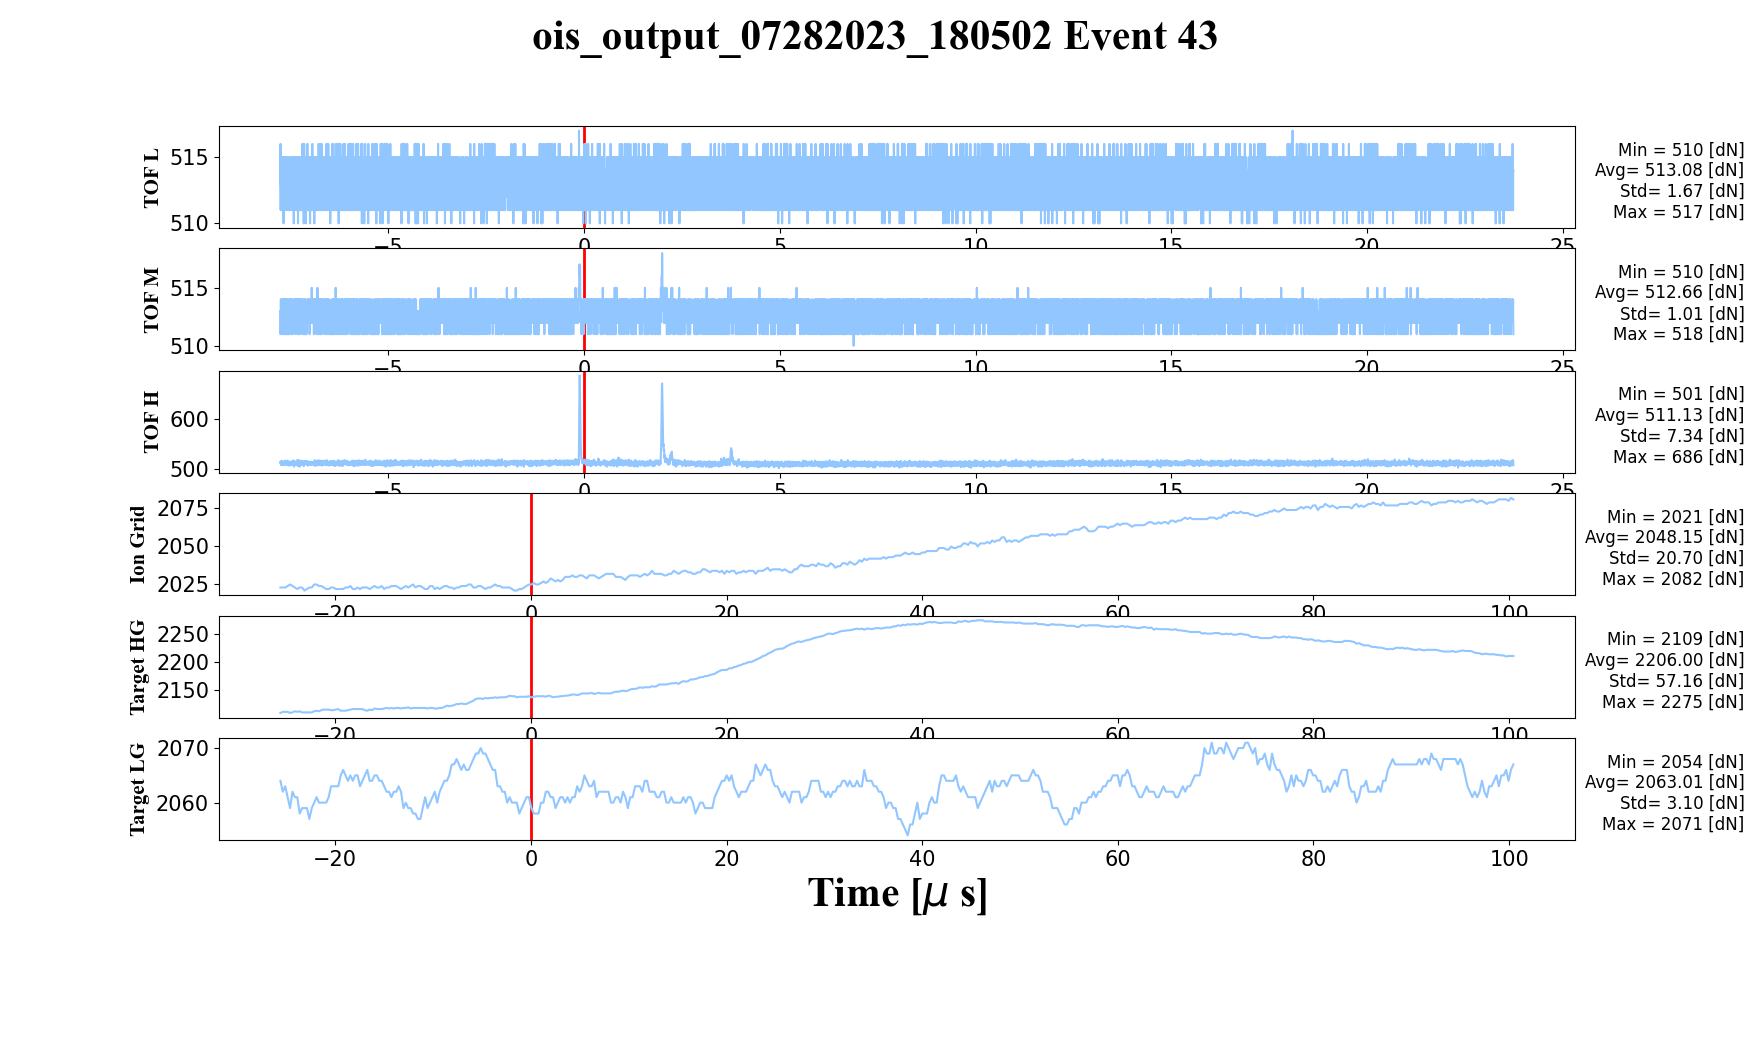 ois_output_07282023_180502 Event 43
TOF L
515
510
−5
0
5
10
15
20
25
Min = 510 [dN]
Avg= 513.08 [dN]
Std= 1.67 [dN]
Max = 517 [dN]
TOF M
515
510
−5
0
5
10
15
20
25
Min = 510 [dN]
Avg= 512.66 [dN]
Std= 1.01 [dN]
Max = 518 [dN]
TOF H
600
500
−5
0
5
10
15
20
25
Min = 501 [dN]
Avg= 511.13 [dN]
Std= 7.34 [dN]
Max = 686 [dN]
Ion Grid
2075
2050
2025
−20
0
20
40
60
80
100
Min = 2021 [dN]
Avg= 2048.15 [dN]
Std= 20.70 [dN]
Max = 2082 [dN]
Target HG
2250
2200
2150
−20
0
20
40
60
80
100
Min = 2109 [dN]
Avg= 2206.00 [dN]
Std= 57.16 [dN]
Max = 2275 [dN]
Target LG
2070
2060
−20
0
20
40
60
80
100
Min = 2054 [dN]
Avg= 2063.01 [dN]
Std= 3.10 [dN]
Max = 2071 [dN]
Time [μ s]